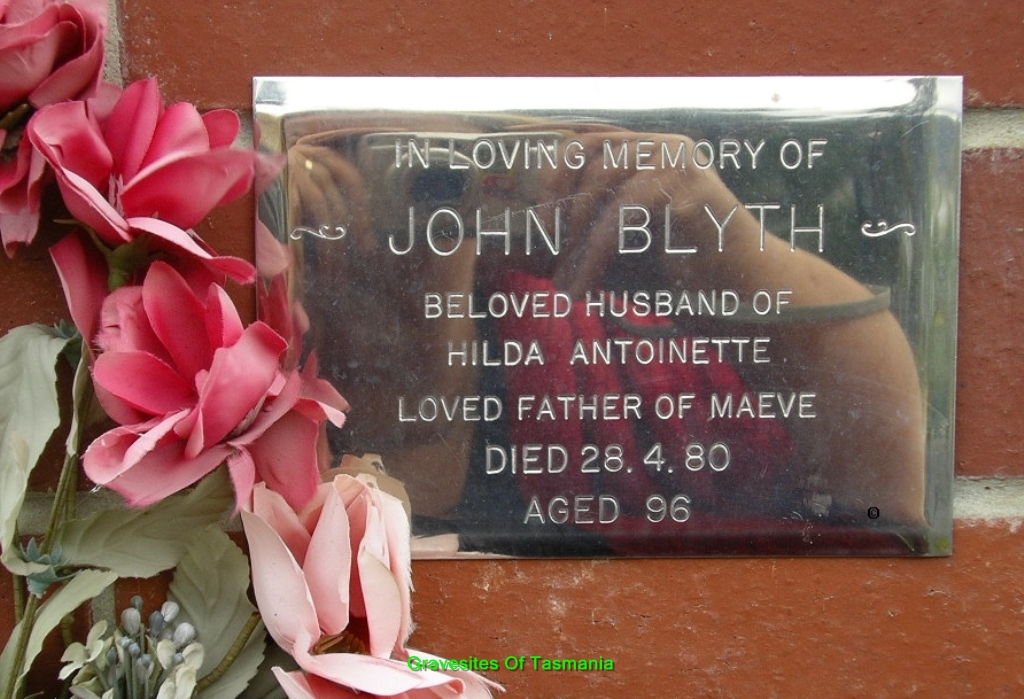 IN LOVING MEMORY OF
JOHN BLYTH
BELOVED HUSBAND OF
HILDA ANTOINETTE
LOVED FATHER OF MAEVE
DIED 28.4.80
AGED 96
©
Gravesites Of Tasmania